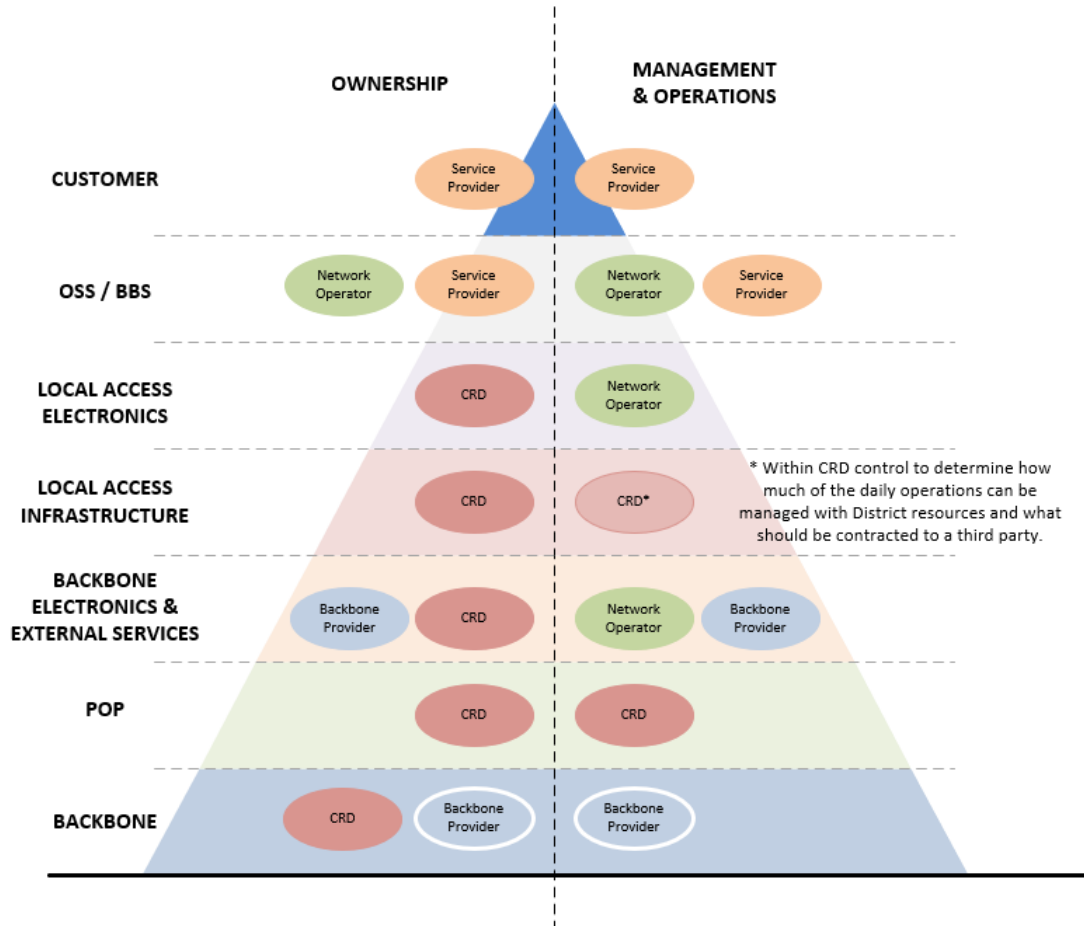 OWNERSHIP
MANAGEMENT
& OPERATIONS
CUSTOMER
Service
Provider
Service
Provider
OSS / BBS
Network
Operator
Service
Provider
Network
Operator
Service
Provider
LOCAL ACCESS
ELECTRONICS
CRD
Network
Operator
LOCAL ACCESS
INFRASTRUCTURE
CRD
CRD*
* Within CRD control to determine how
much of the daily operations can be
managed with District resources and what
should be contracted to a third party.
BACKBONE
ELECTRONICS &
EXTERNAL SERVICES
Backbone
Provider
CRD
Network
Operator
Backbone
Provider
POP
CRD
CRD
BACKBONE
CRD
Backbone
Provider
Backbone
Provider